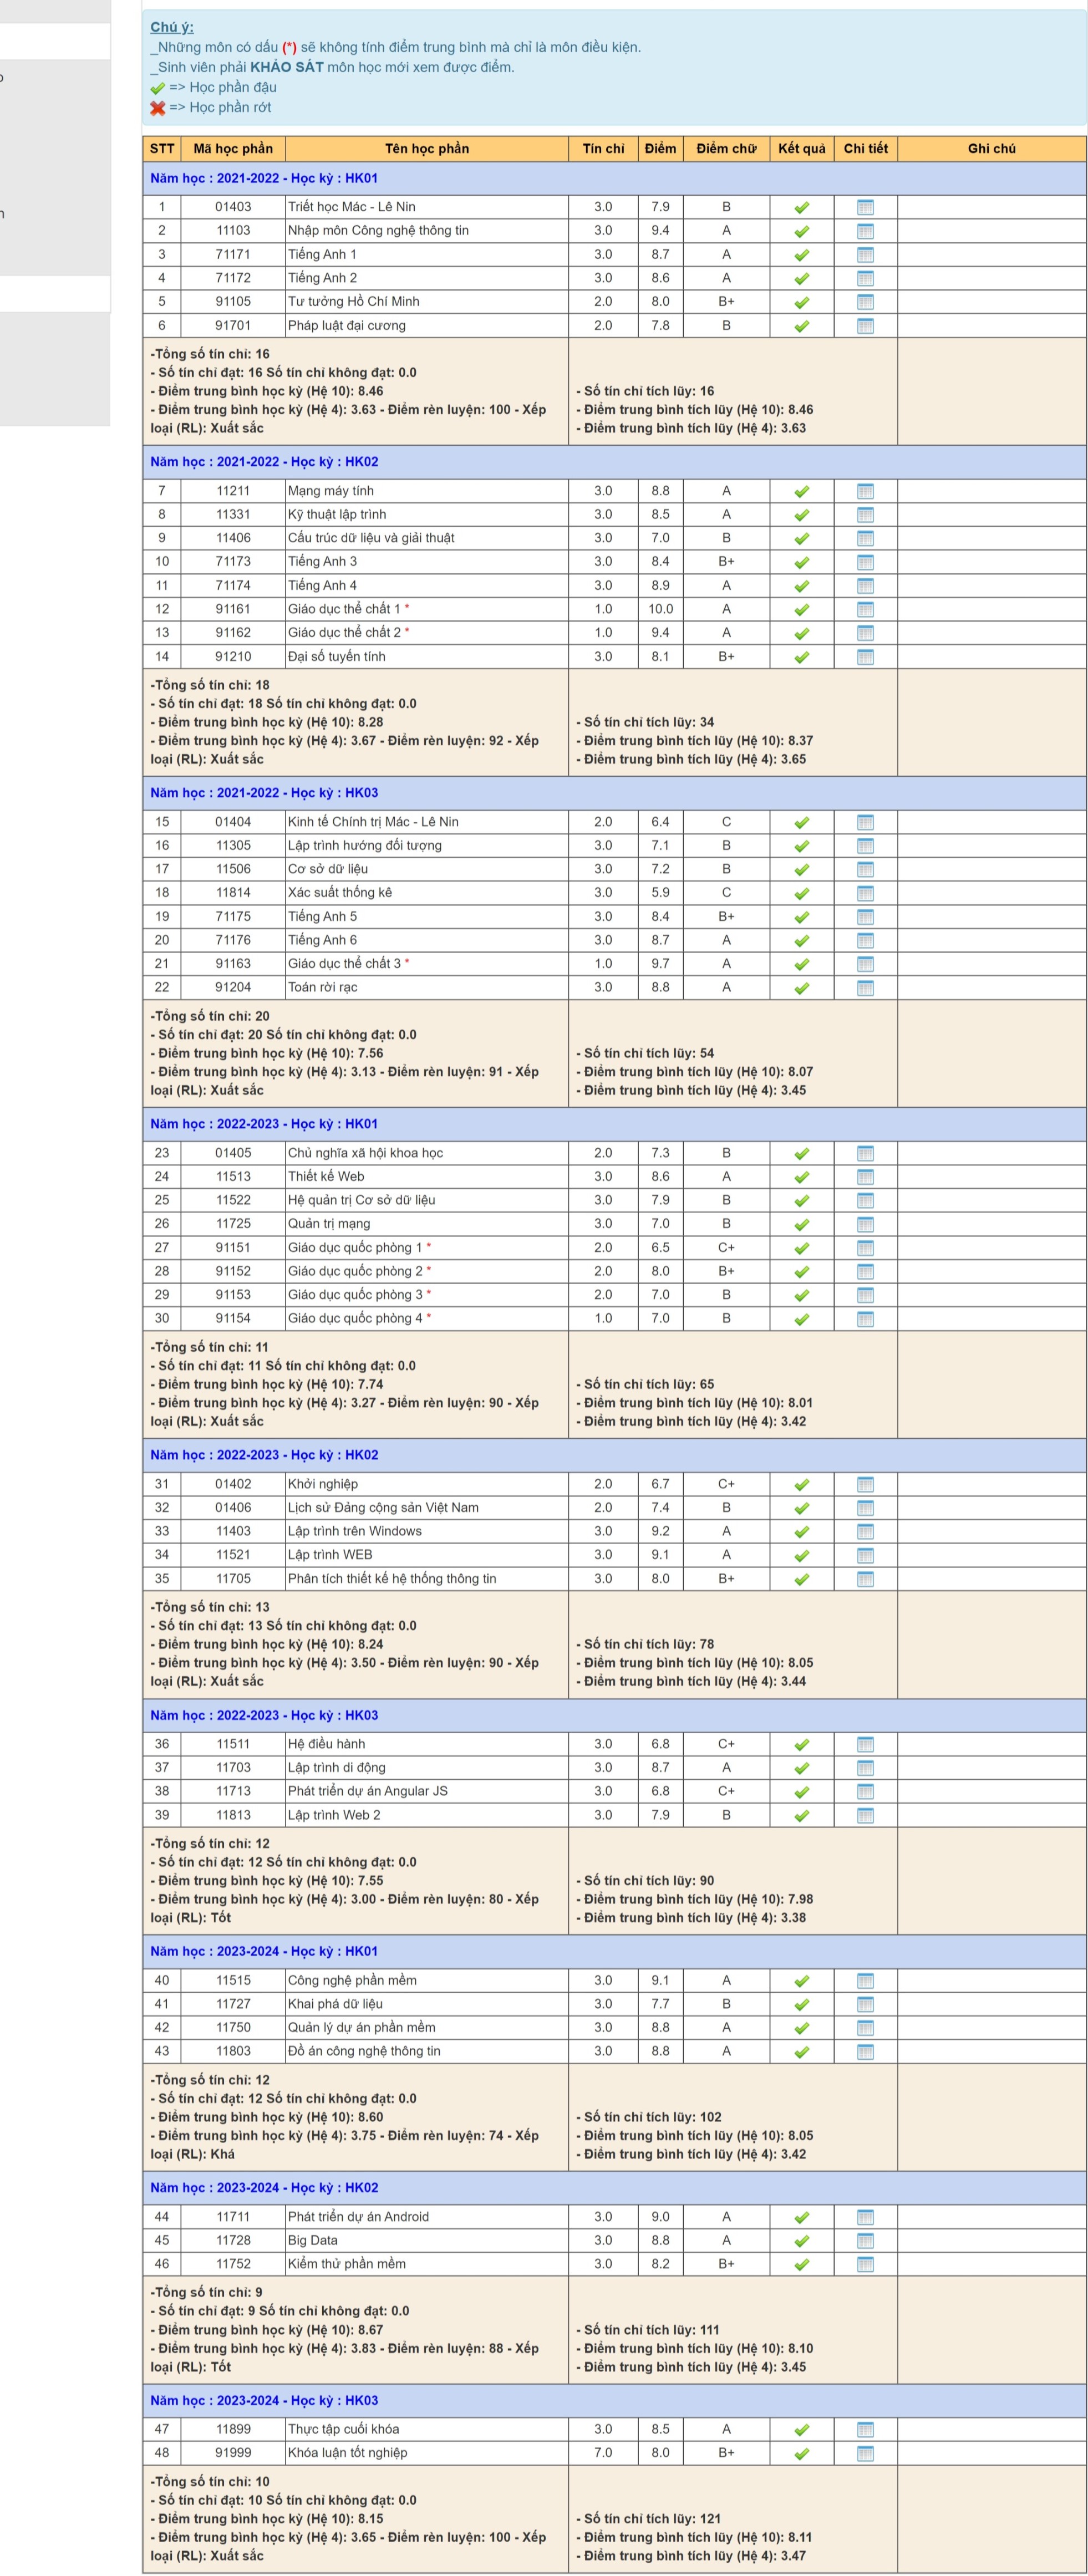 Chú ý:
_Những môn có dấu (*) sẽ không tính điểm trung bình mà chỉ là môn điều kiện.
_Sinh viên phải KHẢO SÁT môn học mới xem được điểm.
=> Học phần đậu
=> Học phần rớt
STT Mã học phần Tên học phần Tín chỉ Điểm Điểm chữ Kết quả Chi tiết Ghi chú
Năm học : 2021-2022 - Học kỳ : HK01
1 01403 Triết học Mác - Lê Nin 3.0 7.9 B
2 11103 Nhập môn Công nghệ thông tin 3.0 9.4 A
3 71171 Tiếng Anh 1 3.0 8.7 A
4 71172 Tiếng Anh 2 3.0 8.6 A
5 91105 Tư tưởng Hồ Chí Minh 2.0 8.0 B+
6 91701 Pháp luật đại cương 2.0 7.8 B
-Tổng số tín chỉ: 16
- Số tín chỉ đạt: 16 Số tín chỉ không đạt: 0.0
- Điểm trung bình học kỳ (Hệ 10): 8.46
- Điểm trung bình học kỳ (Hệ 4): 3.63 - Điểm rèn luyện: 100 - Xếp
loại (RL): Xuất sắc
- Số tín chỉ tích lũy: 16
- Điểm trung bình tích lũy (Hệ 10): 8.46
- Điểm trung bình tích lũy (Hệ 4): 3.63
Năm học : 2021-2022 - Học kỳ : HK02
7 11211 Mạng máy tính 3.0 8.8 A
8 11331 Kỹ thuật lập trình 3.0 8.5 A
9 11406 Cấu trúc dữ liệu và giải thuật 3.0 7.0 B
10 71173 Tiếng Anh 3 3.0 8.4 B+
11 71174 Tiếng Anh 4 3.0 8.9 A
12 91161 Giáo dục thể chất 1 * 1.0 10.0 A
13 91162 Giáo dục thể chất 2 * 1.0 9.4 A
14 91210 Đại số tuyến tính 3.0 8.1 B+
-Tổng số tín chỉ: 18
- Số tín chỉ đạt: 18 Số tín chỉ không đạt: 0.0
- Điểm trung bình học kỳ (Hệ 10): 8.28
- Điểm trung bình học kỳ (Hệ 4): 3.67 - Điểm rèn luyện: 92 - Xếp
loại (RL): Xuất sắc
- Số tín chỉ tích lũy: 34
- Điểm trung bình tích lũy (Hệ 10): 8.37
- Điểm trung bình tích lũy (Hệ 4): 3.65
Năm học : 2021-2022 - Học kỳ : HK03
15 01404 Kinh tế Chính trị Mác - Lê Nin 2.0 6.4 C
16 11305 Lập trình hướng đối tượng 3.0 7.1 B
17 11506 Cơ sở dữ liệu 3.0 7.2 B
18 11814 Xác suất thống kê 3.0 5.9 C
19 71175 Tiếng Anh 5 3.0 8.4 B+
20 71176 Tiếng Anh 6 3.0 8.7 A
21 91163 Giáo dục thể chất 3 * 1.0 9.7 A
22 91204 Toán rời rạc 3.0 8.8 A
-Tổng số tín chỉ: 20
- Số tín chỉ đạt: 20 Số tín chỉ không đạt: 0.0
- Điểm trung bình học kỳ (Hệ 10): 7.56
- Điểm trung bình học kỳ (Hệ 4): 3.13 - Điểm rèn luyện: 91 - Xếp
loại (RL): Xuất sắc
- Số tín chỉ tích lũy: 54
- Điểm trung bình tích lũy (Hệ 10): 8.07
- Điểm trung bình tích lũy (Hệ 4): 3.45
Năm học : 2022-2023 - Học kỳ : HK01
23 01405 Chủ nghĩa xã hội khoa học 2.0 7.3 B
24 11513 Thiết kế Web 3.0 8.6 A
25 11522 Hệ quản trị Cơ sở dữ liệu 3.0 7.9 B
26 11725 Quản trị mạng 3.0 7.0 B
27 91151 Giáo dục quốc phòng 1 * 2.0 6.5 C+
28 91152 Giáo dục quốc phòng 2 * 2.0 8.0 B+
29 91153 Giáo dục quốc phòng 3 * 2.0 7.0 B
30 91154 Giáo dục quốc phòng 4 * 1.0 7.0 B
-Tổng số tín chỉ: 11
- Số tín chỉ đạt: 11 Số tín chỉ không đạt: 0.0
- Điểm trung bình học kỳ (Hệ 10): 7.74
- Điểm trung bình học kỳ (Hệ 4): 3.27 - Điểm rèn luyện: 90 - Xếp
loại (RL): Xuất sắc
- Số tín chỉ tích lũy: 65
- Điểm trung bình tích lũy (Hệ 10): 8.01
- Điểm trung bình tích lũy (Hệ 4): 3.42
Năm học : 2022-2023 - Học kỳ : HK02
31 01402 Khởi nghiệp 2.0 6.7 C+
32 01406 Lịch sử Đảng cộng sản Việt Nam 2.0 7.4 B
33 11403 Lập trình trên Windows 3.0 9.2 A
34 11521 Lập trình WEB 3.0 9.1 A
35 11705 Phân tích thiết kế hệ thống thông tin 3.0 8.0 B+
-Tổng số tín chỉ: 13
- Số tín chỉ đạt: 13 Số tín chỉ không đạt: 0.0
- Điểm trung bình học kỳ (Hệ 10): 8.24
- Điểm trung bình học kỳ (Hệ 4): 3.50 - Điểm rèn luyện: 90 - Xếp
loại (RL): Xuất sắc
- Số tín chỉ tích lũy: 78
- Điểm trung bình tích lũy (Hệ 10): 8.05
- Điểm trung bình tích lũy (Hệ 4): 3.44
Năm học : 2022-2023 - Học kỳ : HK03
36 11511 Hệ điều hành 3.0 6.8 C+
37 11703 Lập trình di động 3.0 8.7 A
38 11713 Phát triển dự án Angular JS 3.0 6.8 C+
39 11813 Lập trình Web 2 3.0 7.9 B
-Tổng số tín chỉ: 12
- Số tín chỉ đạt: 12 Số tín chỉ không đạt: 0.0
- Điểm trung bình học kỳ (Hệ 10): 7.55
- Điểm trung bình học kỳ (Hệ 4): 3.00 - Điểm rèn luyện: 80 - Xếp
loại (RL): Tốt
- Số tín chỉ tích lũy: 90
- Điểm trung bình tích lũy (Hệ 10): 7.98
- Điểm trung bình tích lũy (Hệ 4): 3.38
Năm học : 2023-2024 - Học kỳ : HK01
40 11515 Công nghệ phần mềm 3.0 9.1 A
41 11727 Khai phá dữ liệu 3.0 7.7 B
42 11750 Quản lý dự án phần mềm 3.0 8.8 A
43 11803 Đồ án công nghệ thông tin 3.0 8.8 A
-Tổng số tín chỉ: 12
- Số tín chỉ đạt: 12 Số tín chỉ không đạt: 0.0
- Điểm trung bình học kỳ (Hệ 10): 8.60
- Điểm trung bình học kỳ (Hệ 4): 3.75 - Điểm rèn luyện: 74 - Xếp
loại (RL): Khá
- Số tín chỉ tích lũy: 102
- Điểm trung bình tích lũy (Hệ 10): 8.05
- Điểm trung bình tích lũy (Hệ 4): 3.42
Năm học : 2023-2024 - Học kỳ : HK02
44 11711 Phát triển dự án Android 3.0 9.0 A
45 11728 Big Data 3.0 8.8 A
46 11752 Kiểm thử phần mềm 3.0 8.2 B+
-Tổng số tín chỉ: 9
- Số tín chỉ đạt: 9 Số tín chỉ không đạt: 0.0
- Điểm trung bình học kỳ (Hệ 10): 8.67
- Điểm trung bình học kỳ (Hệ 4): 3.83 - Điểm rèn luyện: 88 - Xếp
loại (RL): Tốt
- Số tín chỉ tích lũy: 111
- Điểm trung bình tích lũy (Hệ 10): 8.10
- Điểm trung bình tích lũy (Hệ 4): 3.45
Năm học : 2023-2024 - Học kỳ : HK03
47 11899 Thực tập cuối khóa 3.0 8.5 A
48 91999 Khóa luận tốt nghiệp 7.0 8.0 B+
-Tổng số tín chỉ: 10
- Số tín chỉ đạt: 10 Số tín chỉ không đạt: 0.0
- Điểm trung bình học kỳ (Hệ 10): 8.15
- Điểm trung bình học kỳ (Hệ 4): 3.65 - Điểm rèn luyện: 100 - Xếp
loại (RL): Xuất sắc
- Số tín chỉ tích lũy: 121
- Điểm trung bình tích lũy (Hệ 10): 8.11
- Điểm trung bình tích lũy (Hệ 4): 3.47